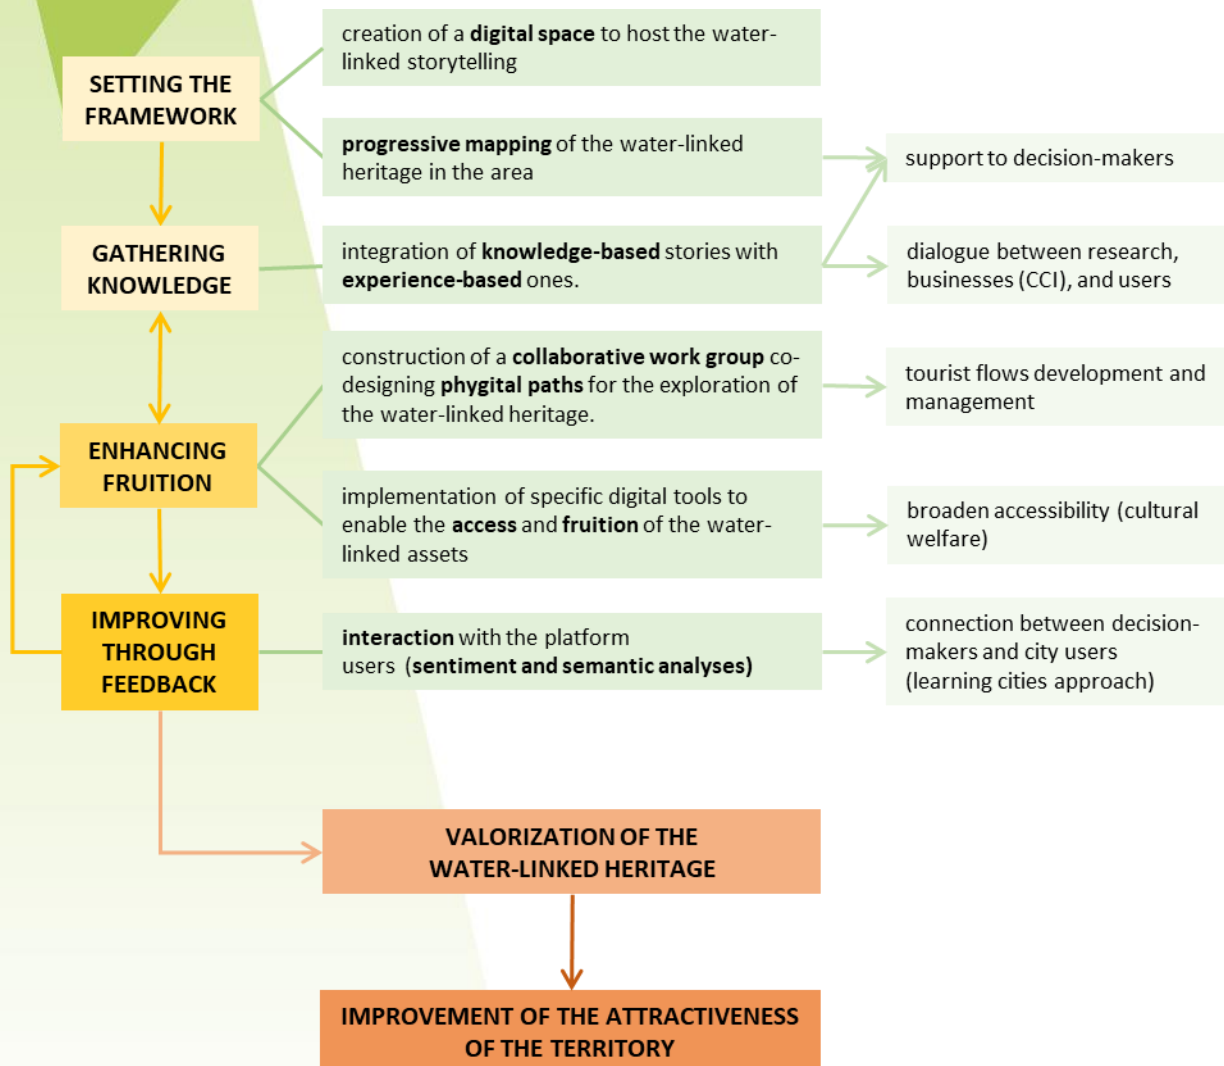 SETTING THE
FRAMEWORK
creation of a digital space to host the water-
linked storytelling
progressive mapping of the water-linked
heritage in the area
support to decision-makers
GATHERING
KNOWLEDGE
integration of knowledge-based stories with
experience-based ones.
dialogue between research,
businesses (CCI), and users
ENHANCING
FRUITION
construction of a collaborative work group co-
designing phygital paths for the exploration of
the water-linked heritage.
tourist flows development and
management
implementation of specific digital tools to
enable the access and fruition of the water-
linked assets
broaden accessibility (cultural
welfare)
IMPROVING
THROUGH
FEEDBACK
interaction with the platform
users (sentiment and semantic analyses)
connection between decision-
makers and city users
(learning cities approach)
VALORIZATION OF THE
WATER-LINKED HERITAGE
IMPROVEMENT OF THE ATTRACTIVENESS
OF THE TERRITORY